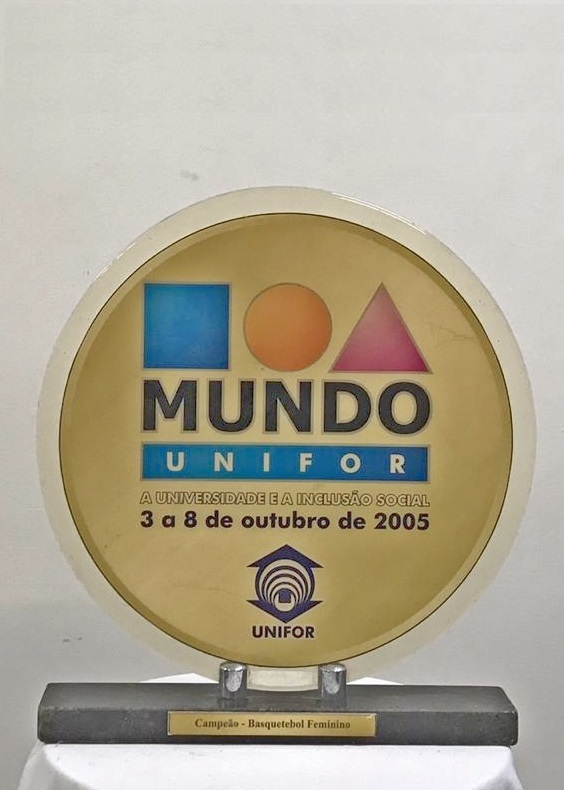 MUNDO
UNIFOR
A UNIVERSIDADE E A INCLUSÃO SOCIAL
3 a 8 de outubro de 2005
UNIFOR
Campeão - Basquetebol Feminino